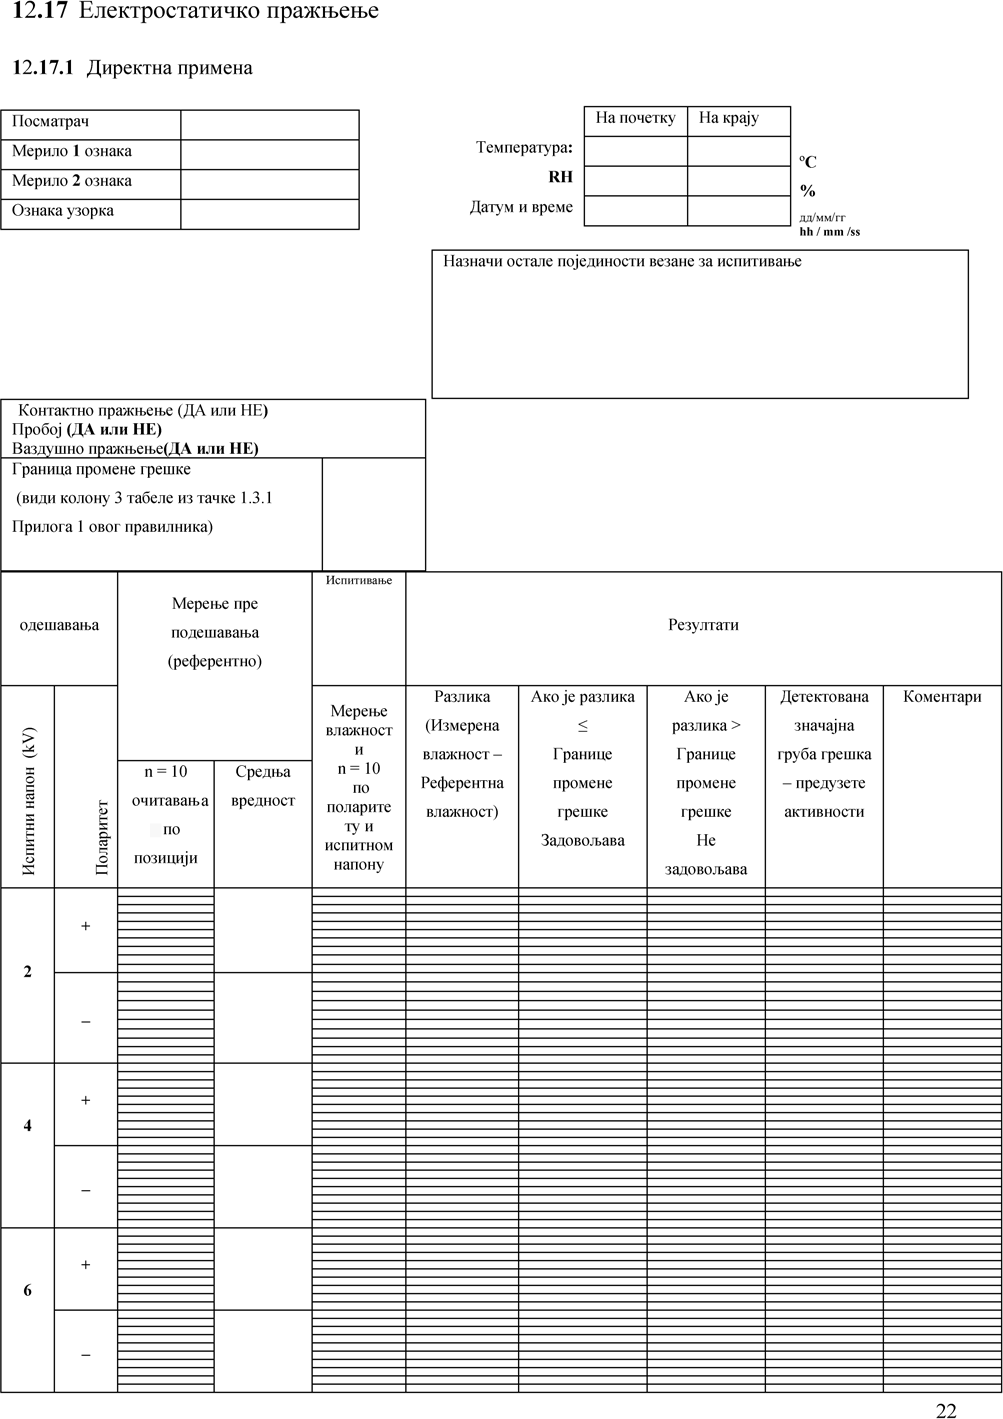 12.17 Електростатичко пражњење
12.17.1 Директна примена
Посматрач
Мерило 1 ознака
Мерило 2 ознака
Ознака узорка
На почетку На крају
Температура: °C
RH %
Датум и време дд/мм/гг
hh / mm /ss
Назначи остале појединости везане за испитивање
Контактно пражњење (ДА или НЕ)
Пробој (ДА или НЕ)
Ваздушно пражњење(ДА или НЕ)
Граница промене грешке
(види колону 3 табеле из тачке 1.3.1
Прилога 1 овог правилника)
одешавања
Мерење пре
подешавања
(референтно)
Испитивање
Резултати
Испитни напон (kV)
Поларитет
n = 10
очитавања
по
позицији
Средња
вредност
Мерење
влажност
и
n = 10
по
поларите
ту и
испитном
напону
Разлика
(Измерена
влажност –
Референтна
влажност)
Ако је разлика
≤
Границе
промене
грешке
Задовољава
Ако је
разлика >
Границе
промене
грешке
Не
задовољава
Детектована
значајна
груба грешка
– предузете
активности
Коментари
2
+
–
4
+
–
6
+
–
22